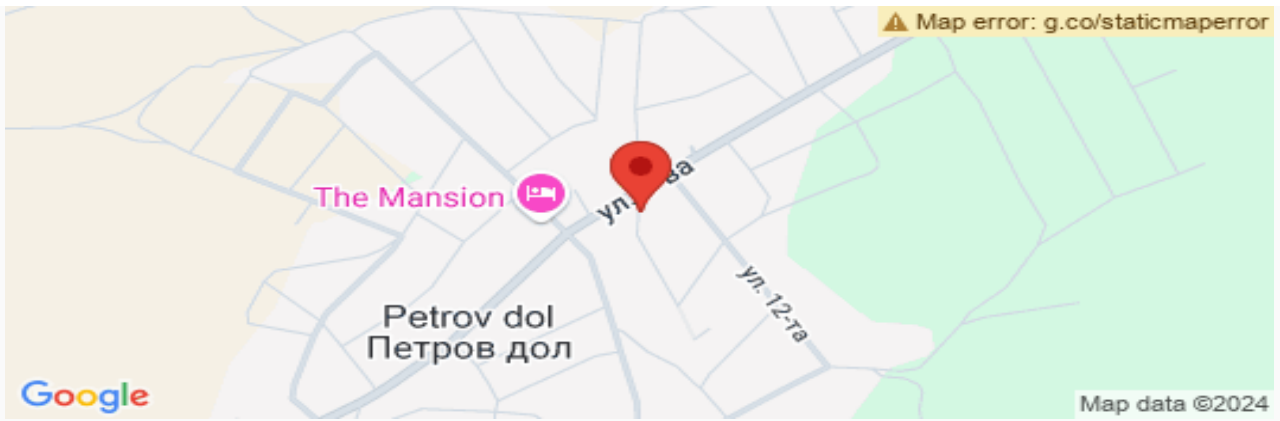 Map error: g.co/staticmaperror
The Mansion
ул.
ул. 12-та
Petrov dol
Петров дол
Google
Map data ©2024